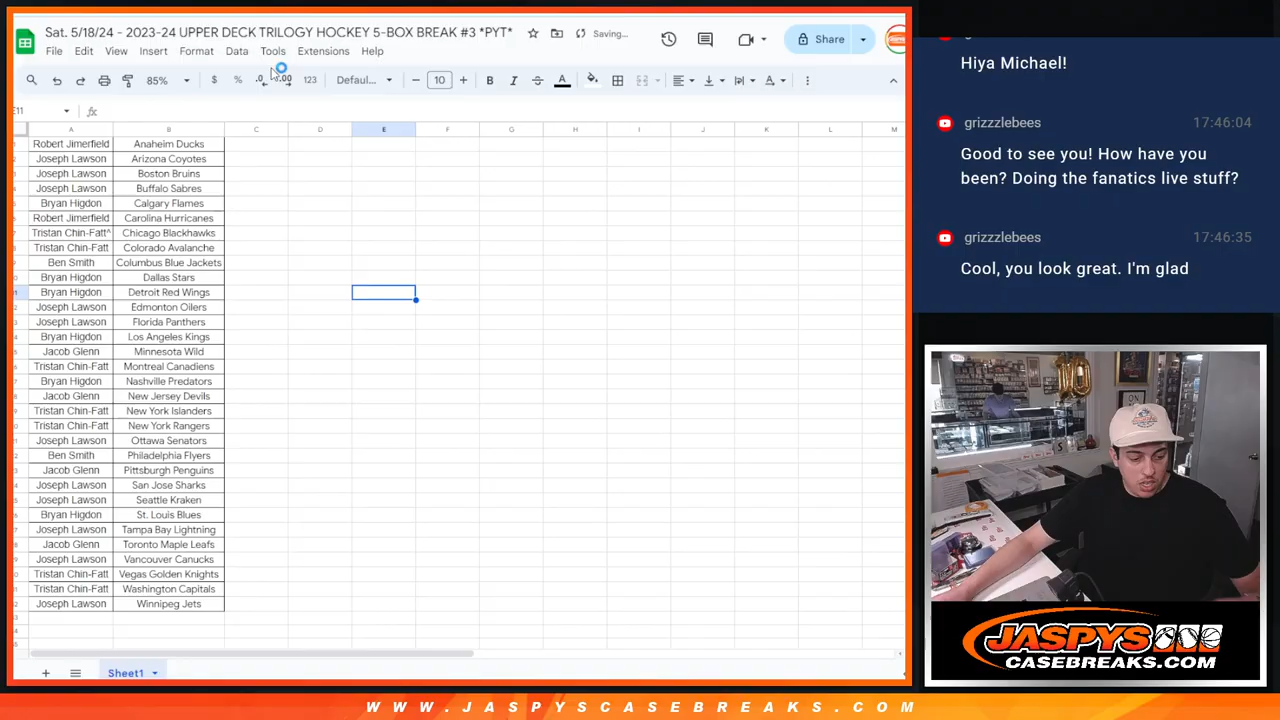 Sat. 5/18/24 - 2023-24 UPPER DECK TRILOGY HOCKEY 5-BOX BREAK #3 *PYT*
Saving...
File Edit View Insert Format Data Tools Extensions Help
Share
85% $ % .0 .00 123 Defaul... 10 B I A
E11
A B C D E F G H I J K L M
Robert Jimerfield Anaheim Ducks
Joseph Lawson Arizona Coyotes
Joseph Lawson Boston Bruins
Joseph Lawson Buffalo Sabres
Bryan Higdon Calgary Flames
Robert Jimerfield Carolina Hurricanes
Tristan Chin-Fatt^ Chicago Blackhawks
Tristan Chin-Fatt Colorado Avalanche
Ben Smith Columbus Blue Jackets
Bryan Higdon Dallas Stars
Bryan Higdon Detroit Red Wings
Joseph Lawson Edmonton Oilers
Joseph Lawson Florida Panthers
Bryan Higdon Los Angeles Kings
Jacob Glenn Minnesota Wild
Tristan Chin-Fatt Montreal Canadiens
Bryan Higdon Nashville Predators
Jacob Glenn New Jersey Devils
Tristan Chin-Fatt New York Islanders
Tristan Chin-Fatt New York Rangers
Joseph Lawson Ottawa Senators
Ben Smith Philadelphia Flyers
Jacob Glenn Pittsburgh Penguins
Joseph Lawson San Jose Sharks
Joseph Lawson Seattle Kraken
Bryan Higdon St. Louis Blues
Joseph Lawson Tampa Bay Lightning
Jacob Glenn Toronto Maple Leafs
Joseph Lawson Vancouver Canucks
Tristan Chin-Fatt Vegas Golden Knights
Tristan Chin-Fatt Washington Capitals
Joseph Lawson Winnipeg Jets
Sheet1
Hiya Michael!
grizzzlebees 17:46:04
Good to see you! How have you
been? Doing the fanatics live stuff?
grizzzlebees 17:46:35
Cool, you look great. I'm glad
10
JASPYS
CASEBREAKS.COM
WWW.JASPYSCASEBREAKS.COM